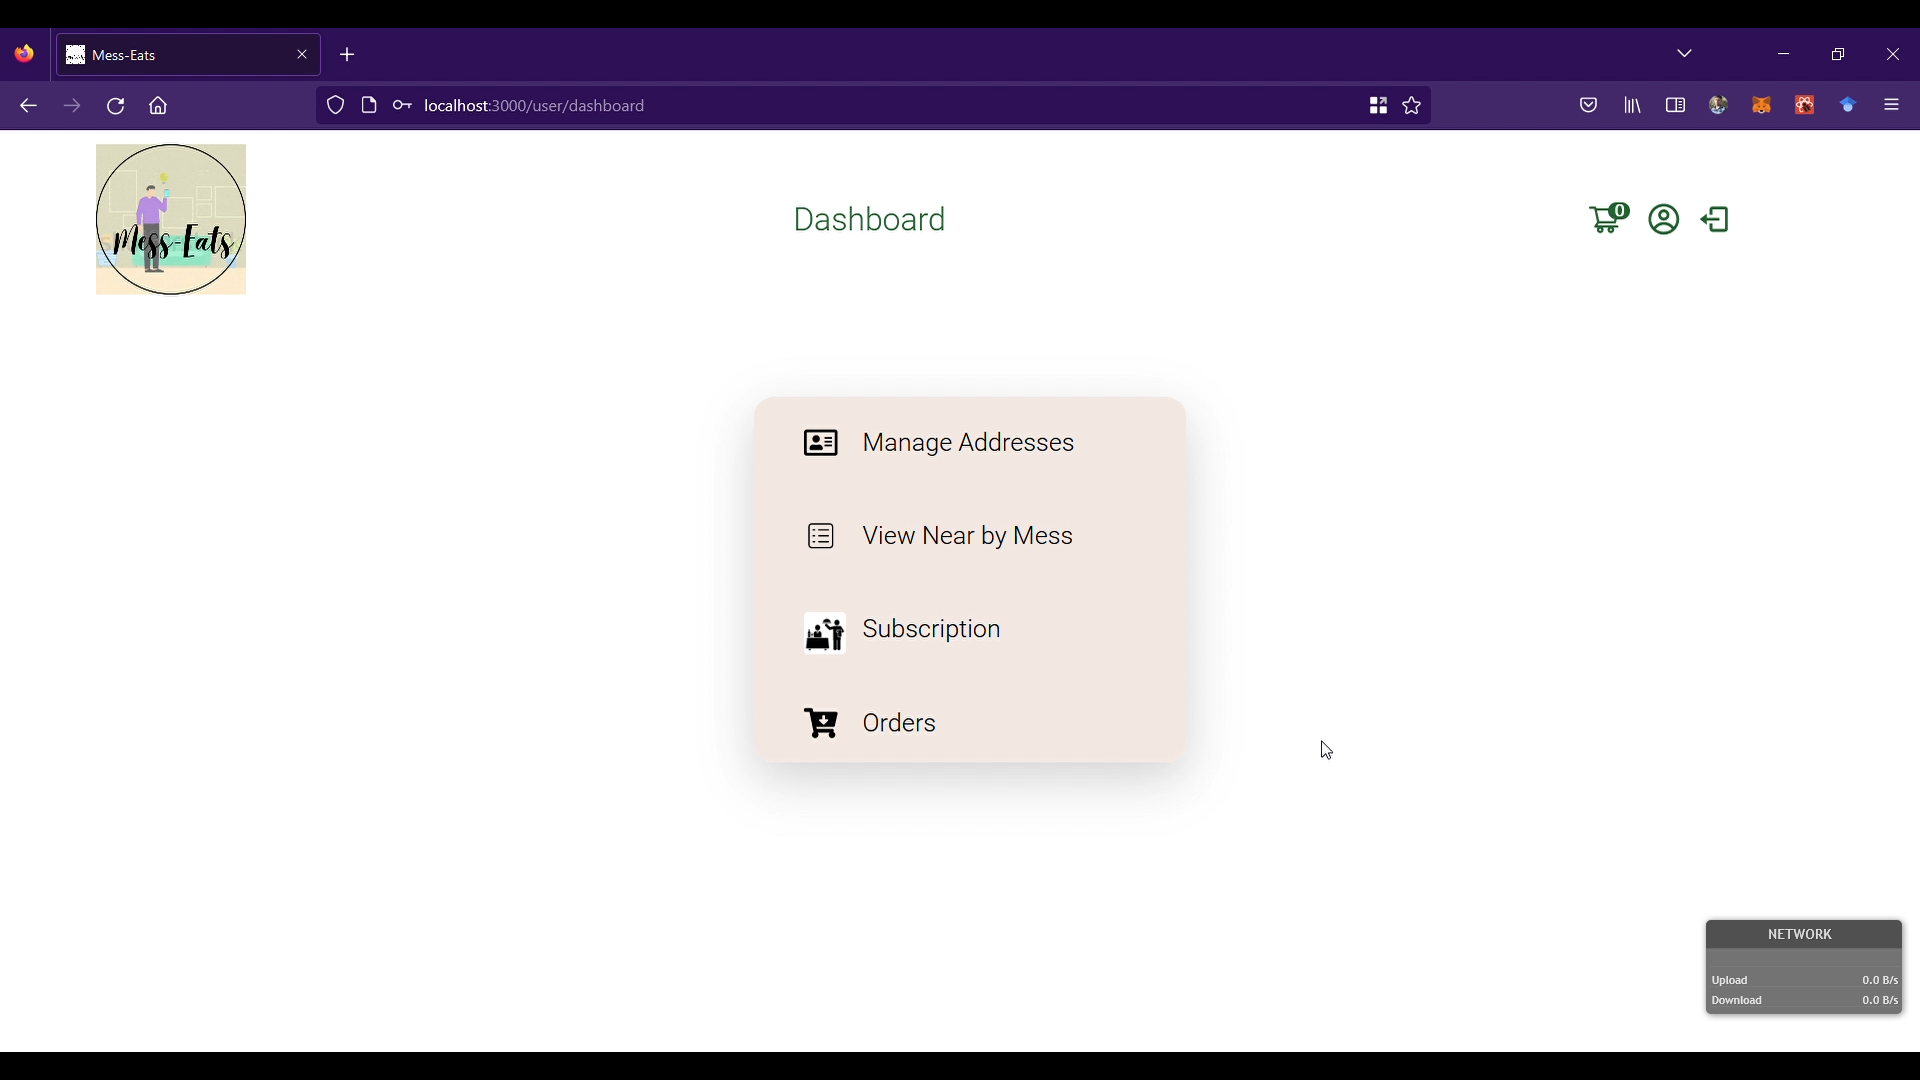 Mess-Eats
localhost:3000/user/dashboard
Mess-Eats
Dashboard
0
Manage Addresses
View Near by Mess
Subscription
Orders
NETWORK
Upload 0.0 B/s
Download 0.0 B/s